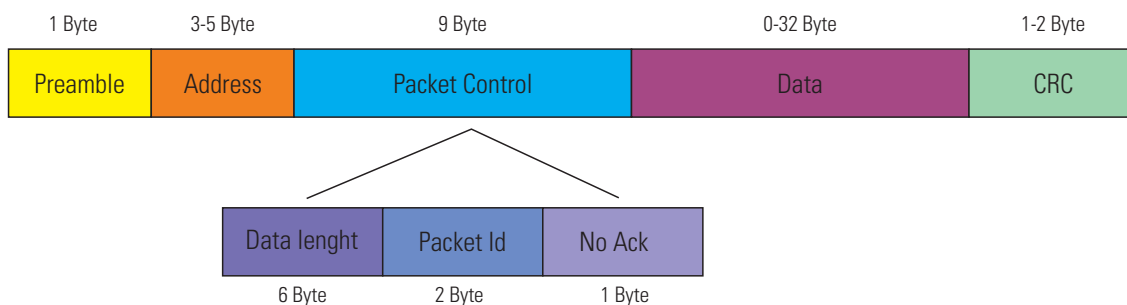 1 Byte 3-5 Byte 9 Byte 0-32 Byte 1-2 Byte
Preamble Address Packet Control Data CRC
Data lenght Packet Id No Ack
6 Byte 2 Byte 1 Byte